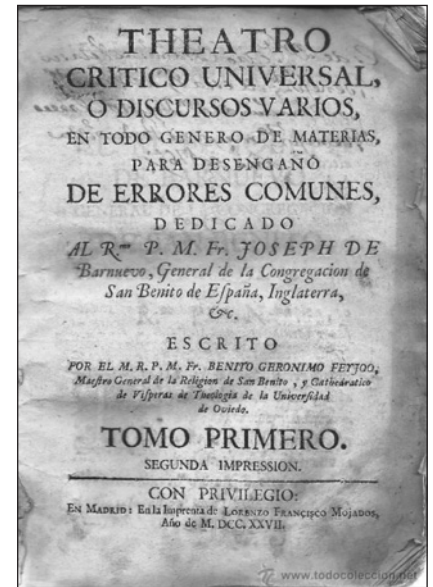 THEATRO
CRITICO UNIVERSAL,
O DISCURSOS VARIOS,
EN TODO GENERO DE MATERIAS,
PARA DESENGAÑO
DE ERRORES COMUNES,
DEDICADO
AL Rmo P. M. Fr. JOSEPH DE
Barnuevo, General de la Congregacion de
San Benito de España, Inglaterra,
&c.
ESCRITO
POR EL M. R. P. M. Fr. BENITO GERONIMO FEYJOO,
Maestro General de la Religion de San Benito, y Cathedratico
de Visperas de Theologia de la Universidad
de Oviedo.
TOMO PRIMERO.
SEGUNDA IMPRESSION.
CON PRIVILEGIO:
EN MADRID: En la Imprenta de LORENZO FRANCISCO MOJADOS,
Año de M. DCC. XXVII.
www.todocoleccion.net